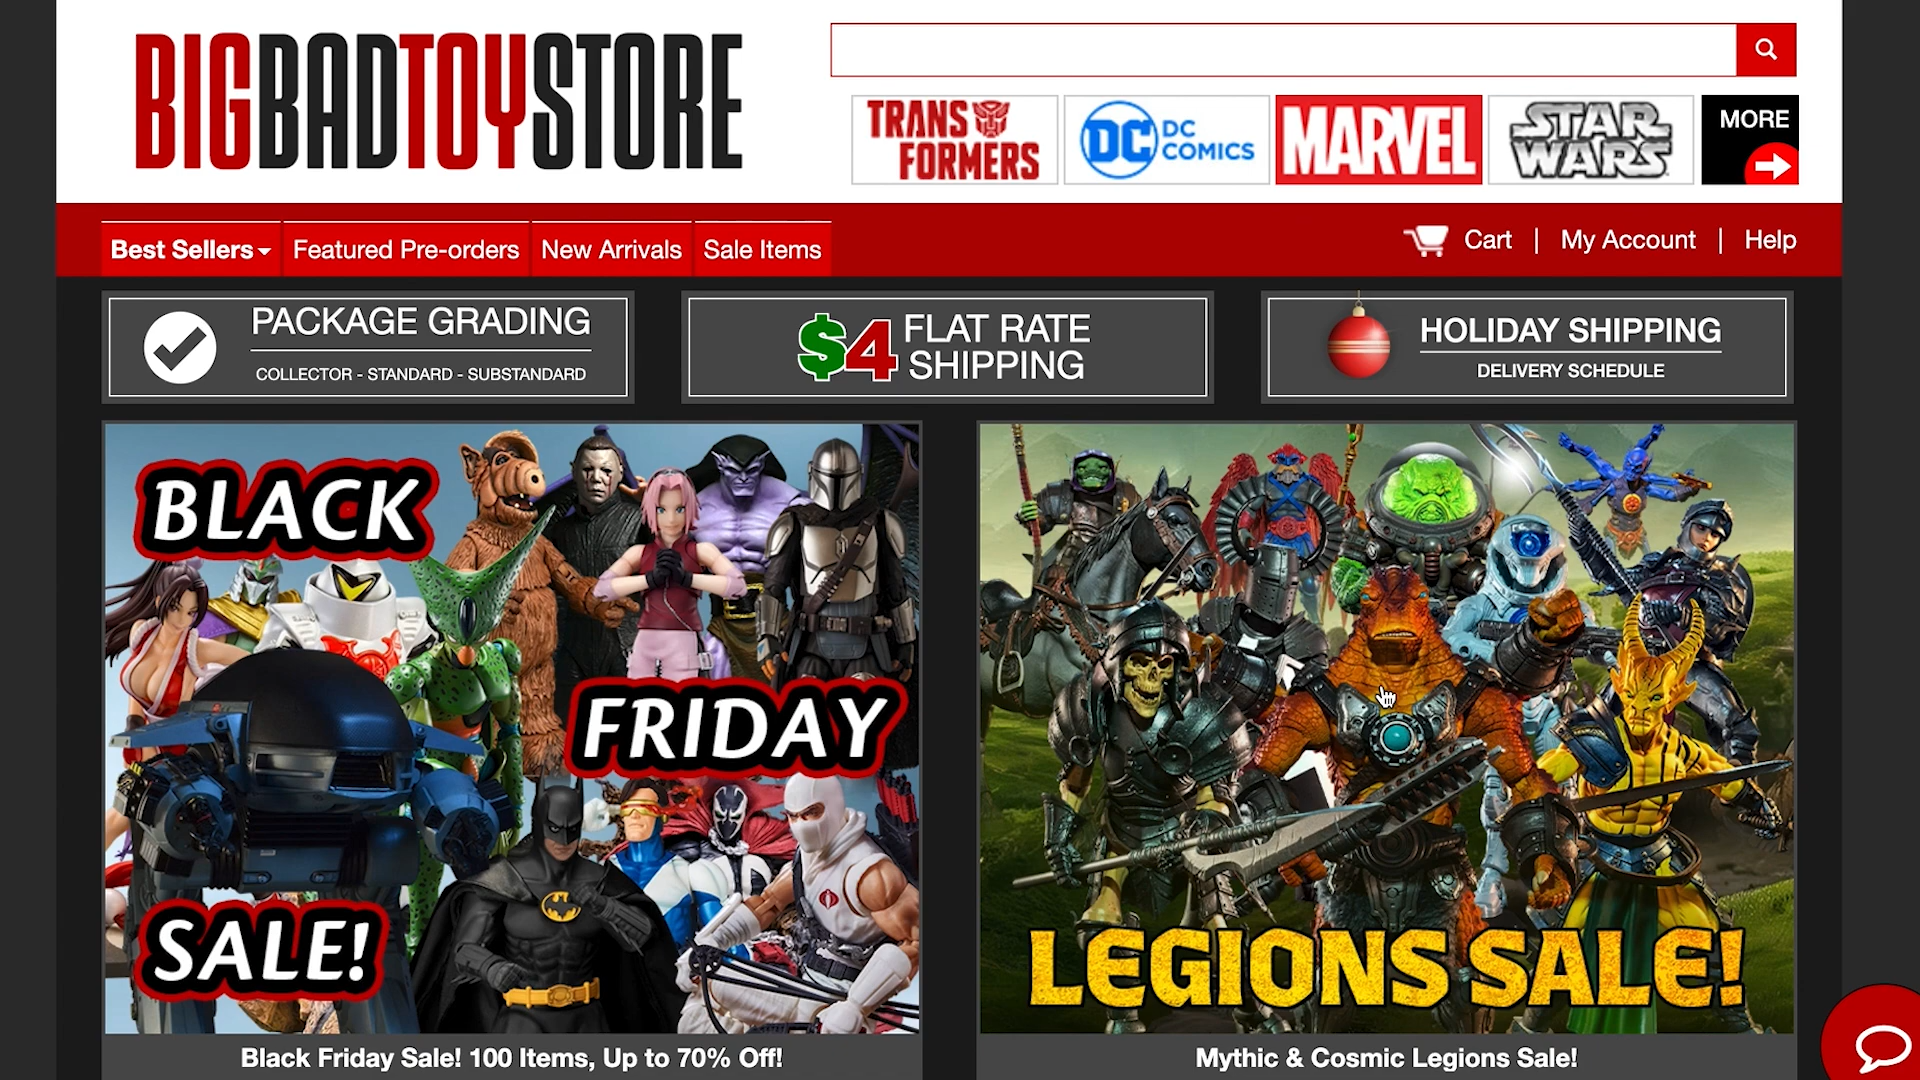 BIGBADTOYSTORE
TRANS
FORMERS
DC
DC
COMICS
MARVEL
STAR
WARS
MORE
Best Sellers
Featured Pre-orders
New Arrivals
Sale Items
Cart | My Account | Help
PACKAGE GRADING
COLLECTOR - STANDARD - SUBSTANDARD
$4 FLAT RATE
SHIPPING
HOLIDAY SHIPPING
DELIVERY SCHEDULE
BLACK
FRIDAY
SALE!
LEGIONS SALE!
Black Friday Sale! 100 Items, Up to 70% Off!
Mythic & Cosmic Legions Sale!